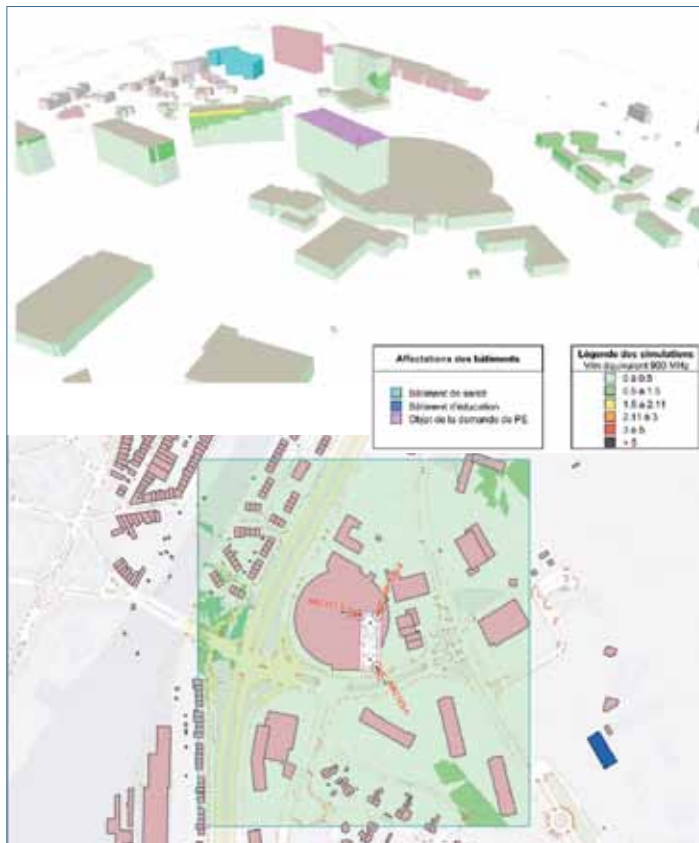 Affectations des bâtiments
Bâtiment de santé
Bâtiment d'éducation
Objet de la demande de PE
Légende des simulations
V/m équivalent 900 MHz
0 à 0.5
0.5 à 1.5
1.5 à 2.11
2.11 à 3
3 à 5
> 5